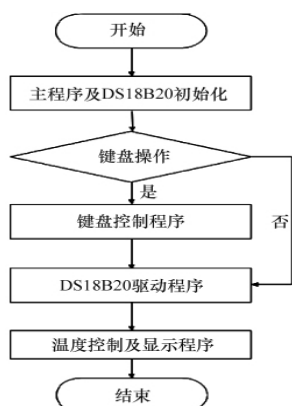 开始
主程序及DS18B20初始化
键盘操作
是
键盘控制程序
否
DS18B20驱动程序
温度控制及显示程序
结束